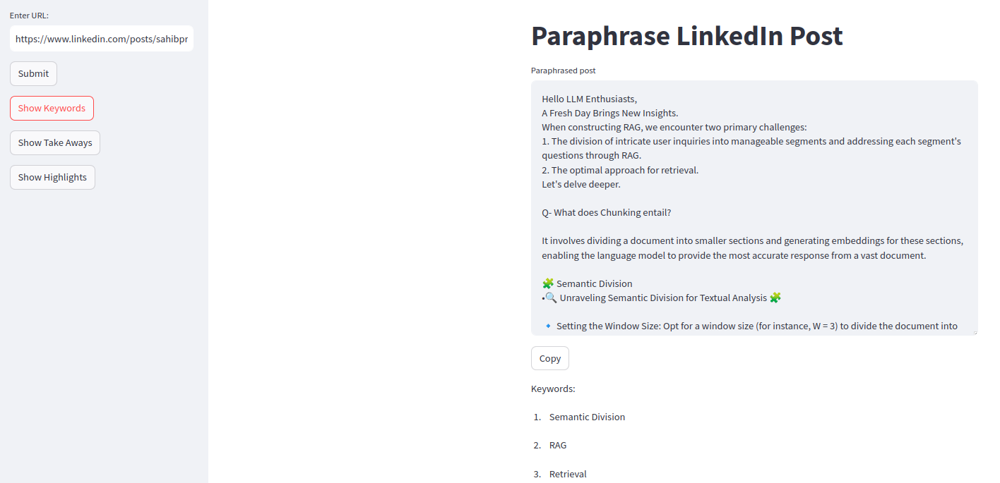 Enter URL:
https://www.linkedin.com/posts/sahibpr
Submit
Show Keywords
Show Take Aways
Show Highlights
Paraphrase LinkedIn Post
Paraphrased post
Hello LLM Enthusiasts,
A Fresh Day Brings New Insights.
When constructing RAG, we encounter two primary challenges:
1. The division of intricate user inquiries into manageable segments and addressing each segment's
questions through RAG.
2. The optimal approach for retrieval.
Let's delve deeper.
Q- What does Chunking entail?
It involves dividing a document into smaller sections and generating embeddings for these sections,
enabling the language model to provide the most accurate response from a vast document.
🧩 Semantic Division
•🔍 Unraveling Semantic Division for Textual Analysis 🧩
🔹 Setting the Window Size: Opt for a window size (for instance, W = 3) to divide the document into
Copy
Keywords:
1. Semantic Division
2. RAG
3. Retrieval